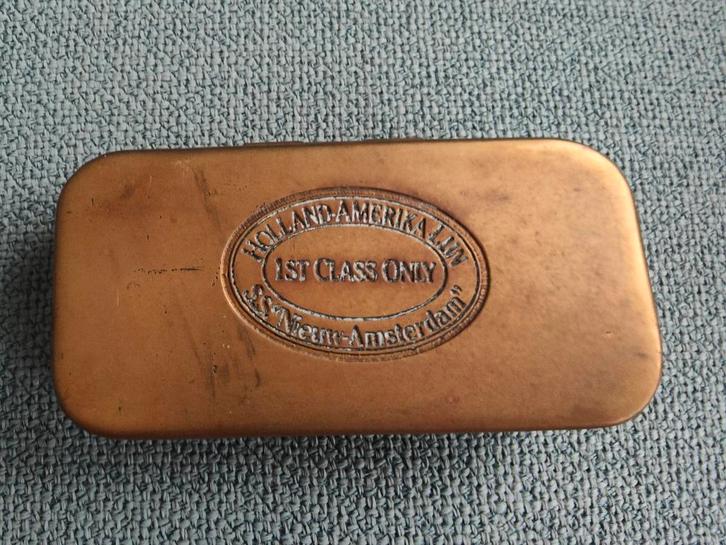 HOLLAND-AMERIKA LIJN
1ST CLASS ONLY
S.S. "Nieuw-Amsterdam"